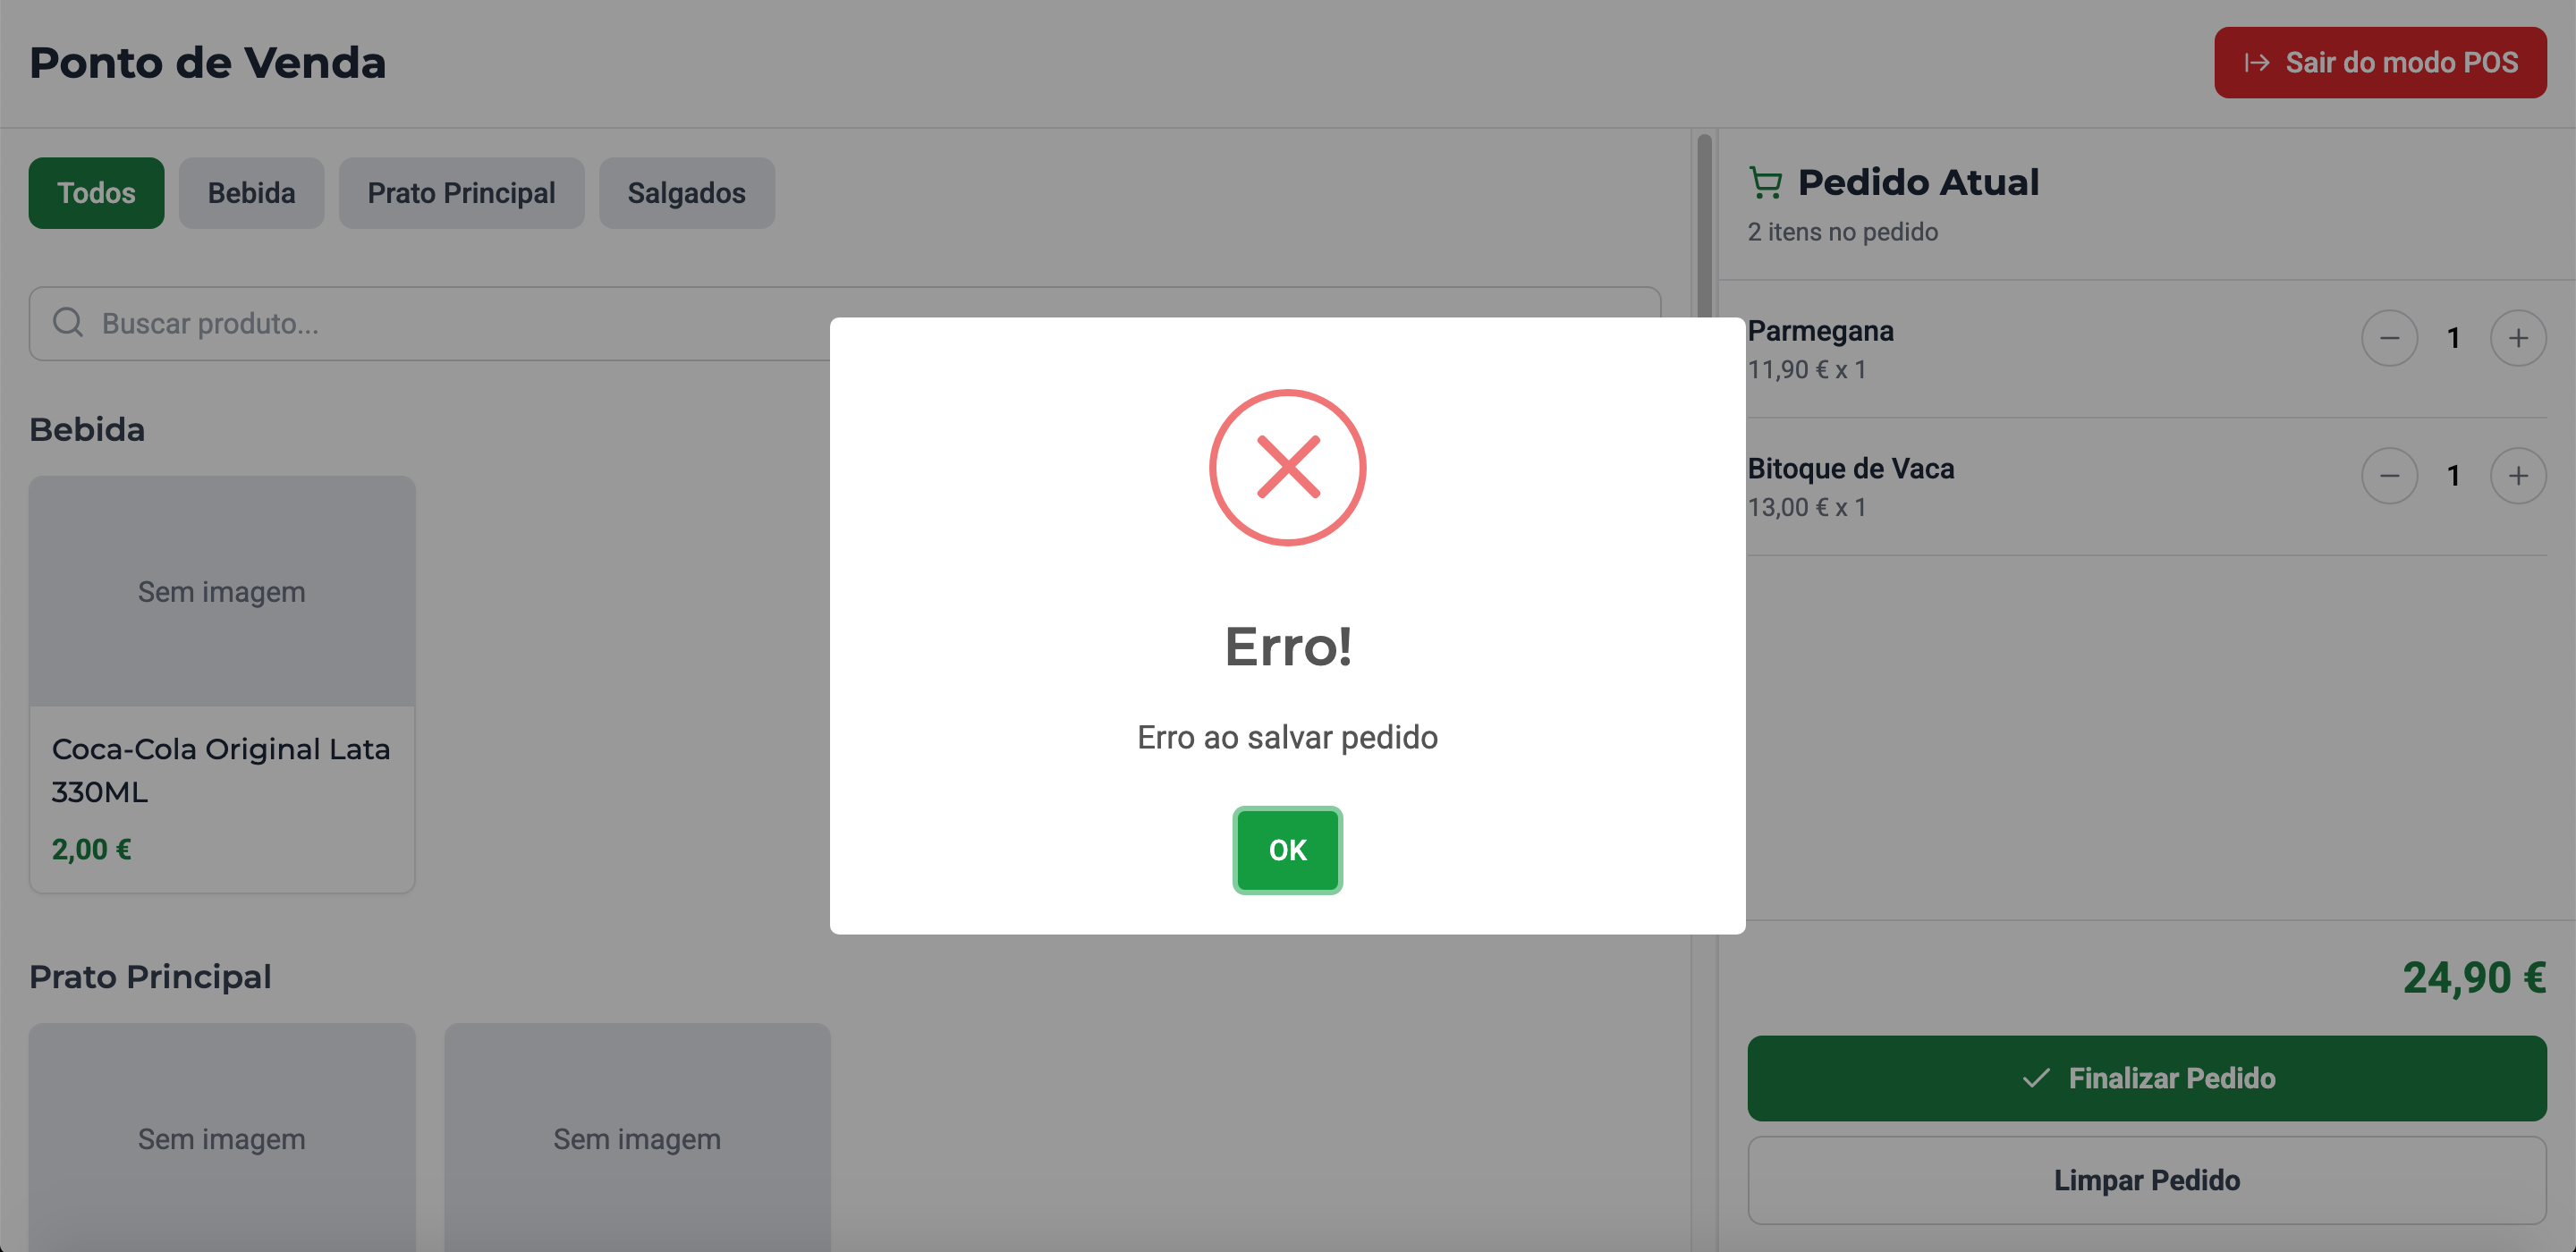 Ponto de Venda
Sair do modo POS
Todos
Bebida
Prato Principal
Salgados
Buscar produto...
Bebida
Sem imagem
Coca-Cola Original Lata
330ML
2,00 €
Prato Principal
Sem imagem
Sem imagem
Pedido Atual
2 itens no pedido
Parmegana
11,90 € x 1
1
Bitoque de Vaca
13,00 € x 1
1
24,90 €
Finalizar Pedido
Limpar Pedido
Erro!
Erro ao salvar pedido
OK